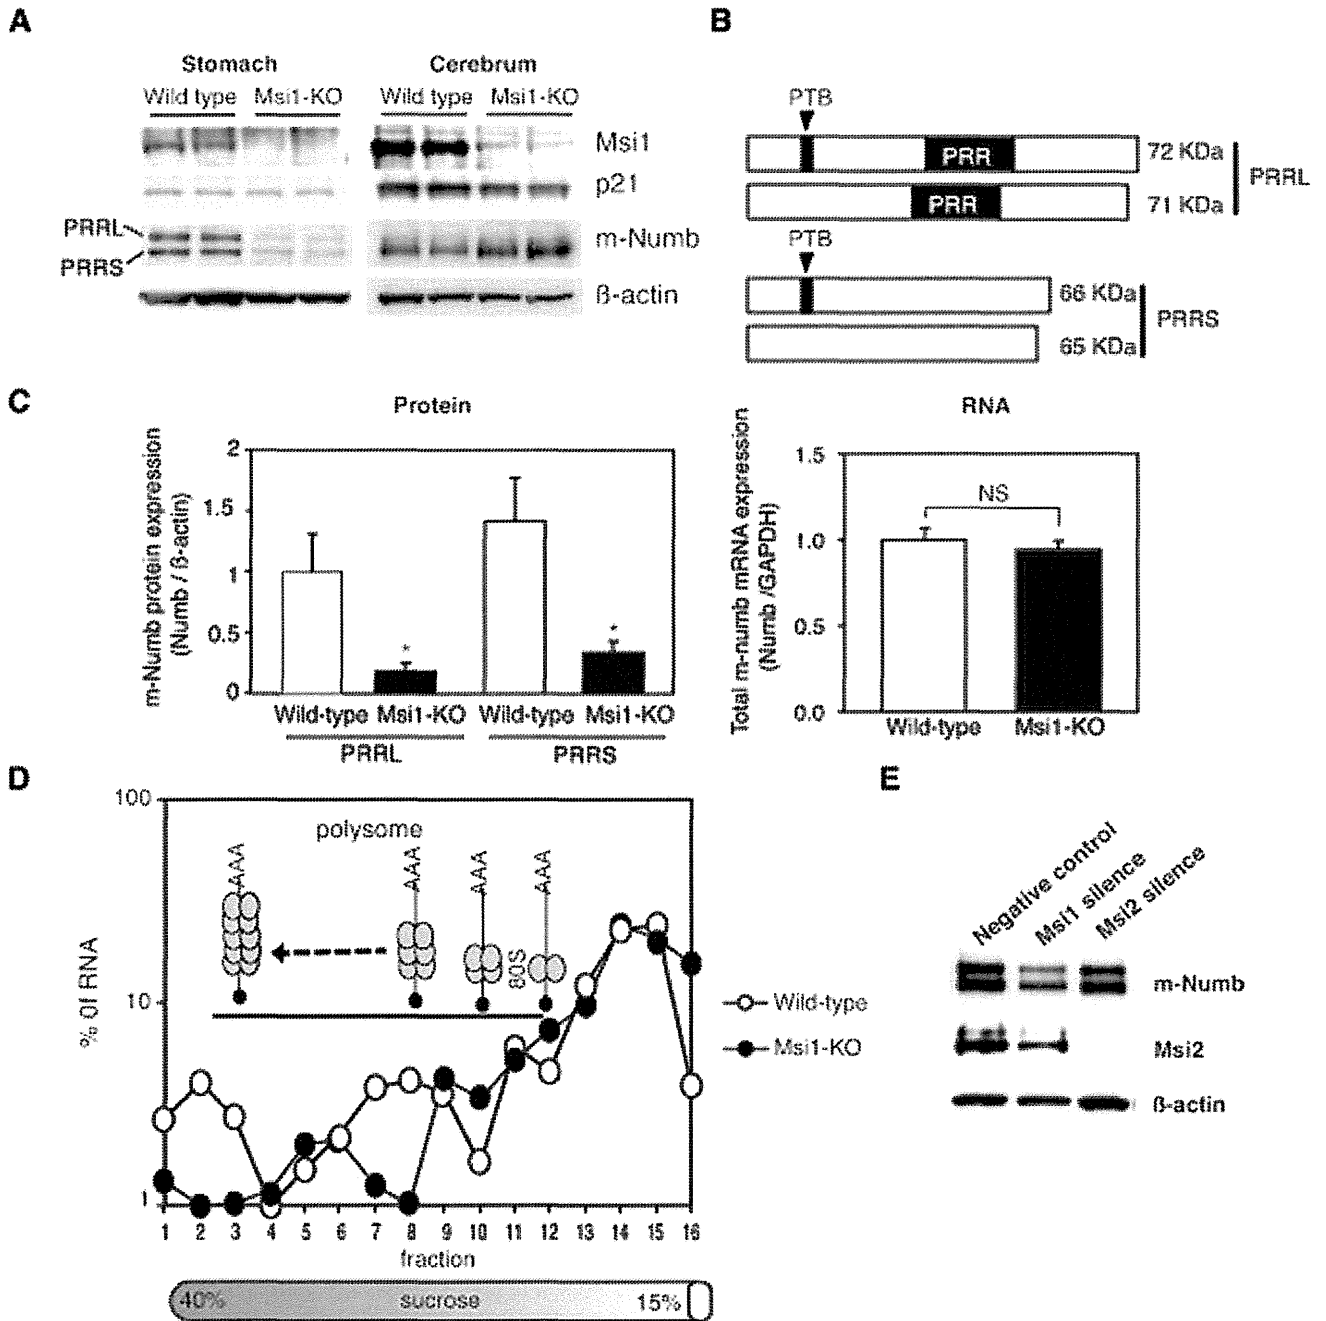 A
Stomach
Cerebrum
Wild type Msi1-KO
Wild type Msi1-KO
Msi1
p21
PRRL
PRRS
m-Numb
ß-actin
B
PTB
PRR
72 KDa
PRR
71 KDa
PRRL
PTB
66 KDa
65 KDa
PRRS
C
Protein
m-Numb protein expression
(Numb / ß-actin)
2
1.5
1
0.5
0
*
*
Wild-type Msi1-KO Wild-type Msi1-KO
PRRL
PRRS
RNA
Total m-numb mRNA expression
(Numb /GAPDH)
1.5
1.0
0.5
0.0
NS
Wild-type
Msi1-KO
D
% Of RNA
100
10
1
polysome
AAA
AAA
AAA
AAA
80S
Wild-type
Msi1-KO
1 2 3 4 5 6 7 8 9 10 11 12 13 14 15 16
fraction
40%
sucrose
15%
E
Negative control
Msi1 silence
Msi2 silence
m-Numb
Msi2
ß-actin